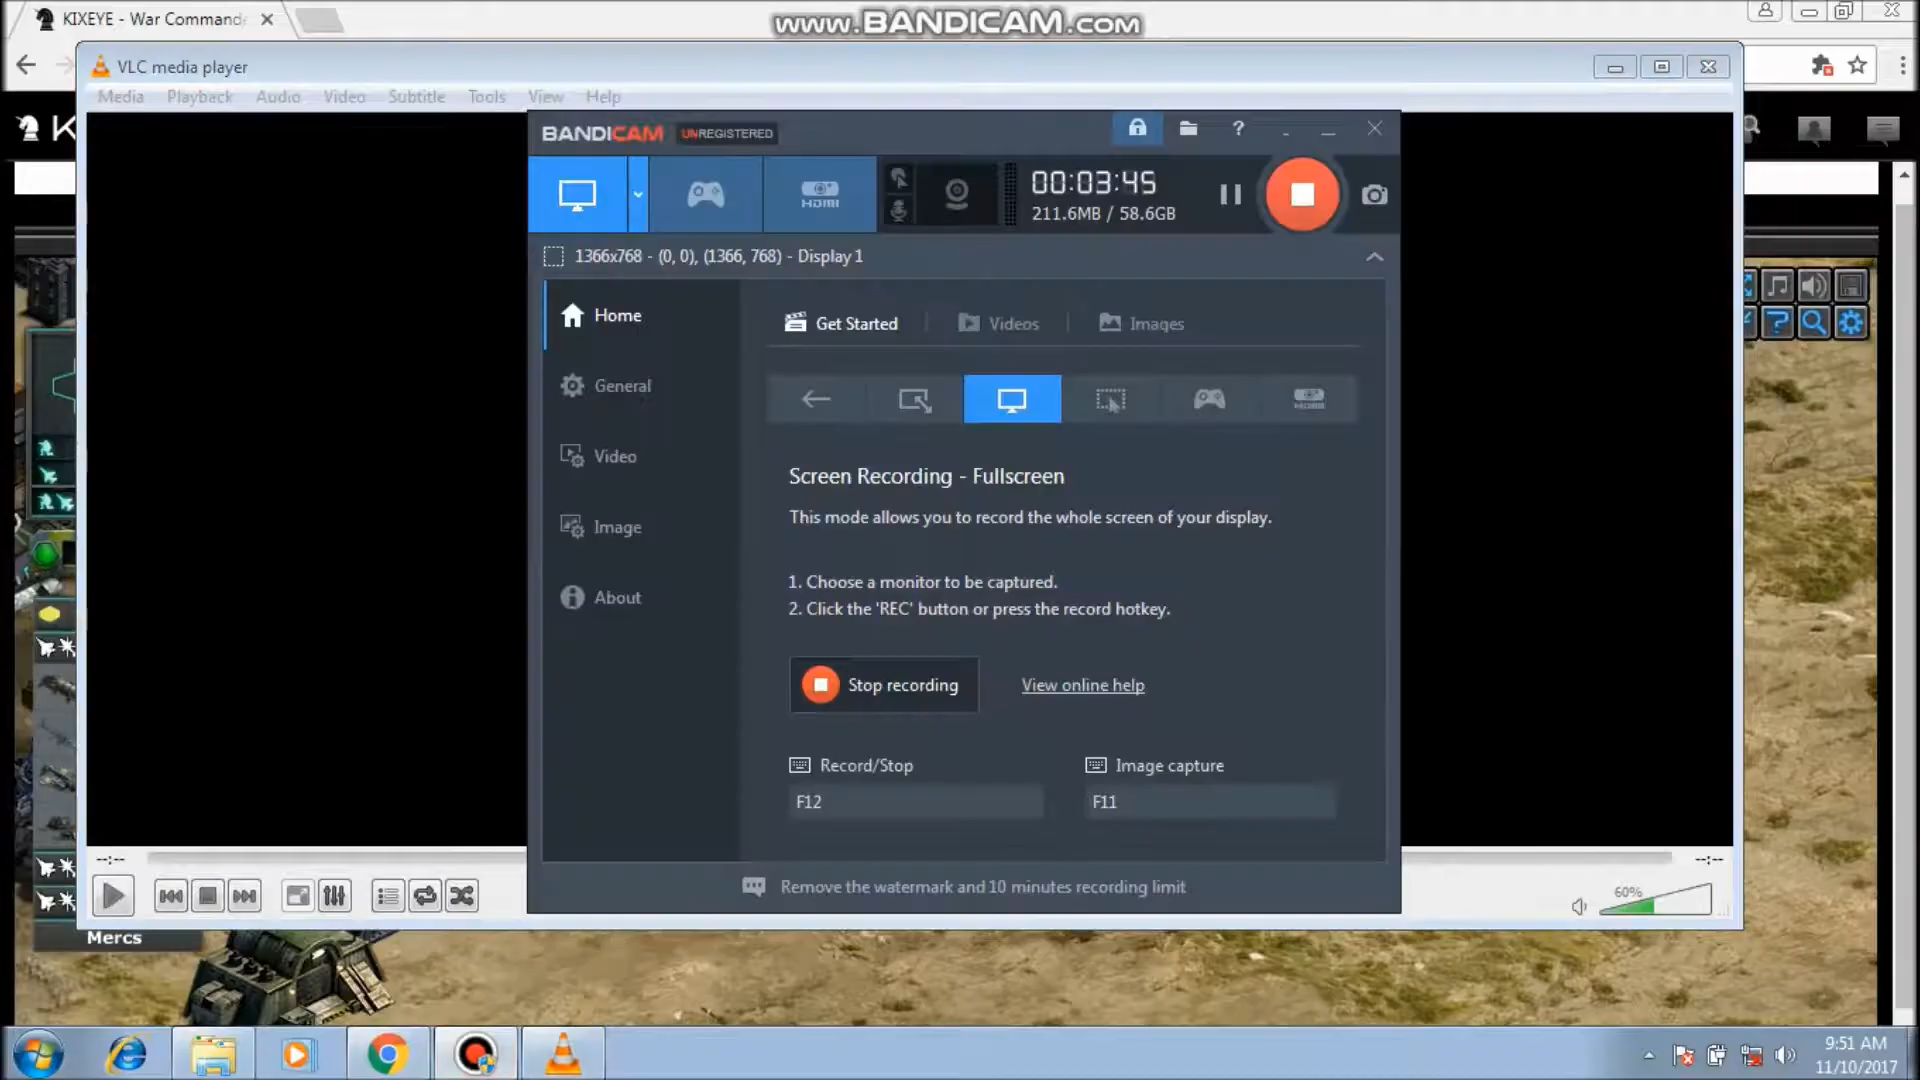 KIXEYE - War Command
www.BANDICAM.com
VLC media player
Media Playback Audio Video Subtitle Tools View Help
BANDICAM UNREGISTERED
?
HDMI
00:03:45
211.6MB / 58.6GB
1366x768 - (0, 0), (1366, 768) - Display 1
Home
General
Video
Image
About
Get Started
Videos
Images
HDMI
Screen Recording - Fullscreen
This mode allows you to record the whole screen of your display.
1. Choose a monitor to be captured.
2. Click the 'REC' button or press the record hotkey.
Stop recording
View online help
Record/Stop
Image capture
F12
F11
Remove the watermark and 10 minutes recording limit
--:--
--:--
60%
Mercs
9:51 AM
11/10/2017